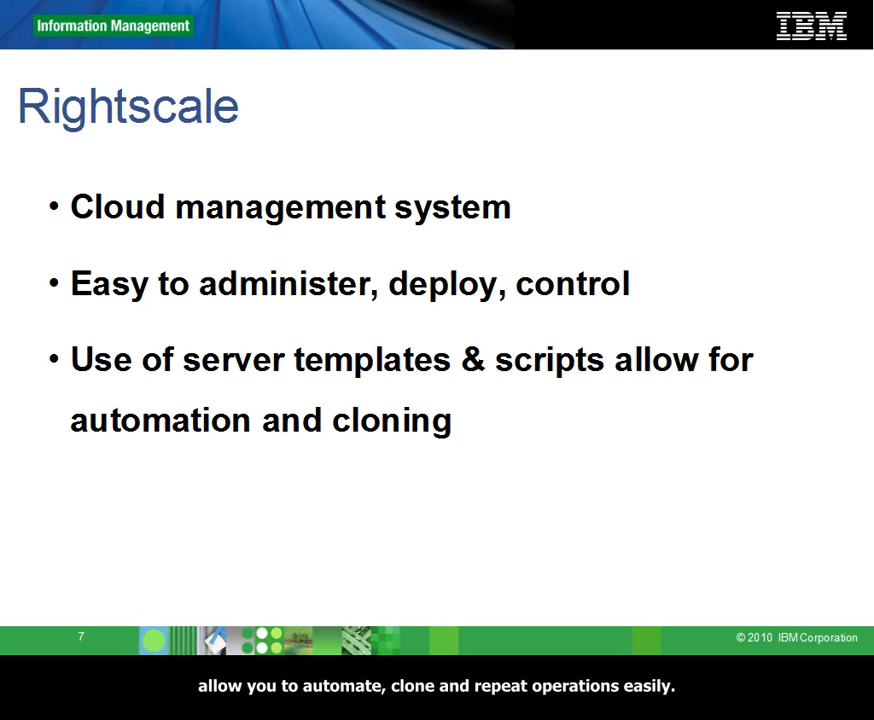 Information Management
IBM
Rightscale
• Cloud management system
• Easy to administer, deploy, control
• Use of server templates & scripts allow for
automation and cloning
7
© 2010 IBM Corporation
allow you to automate, clone and repeat operations easily.